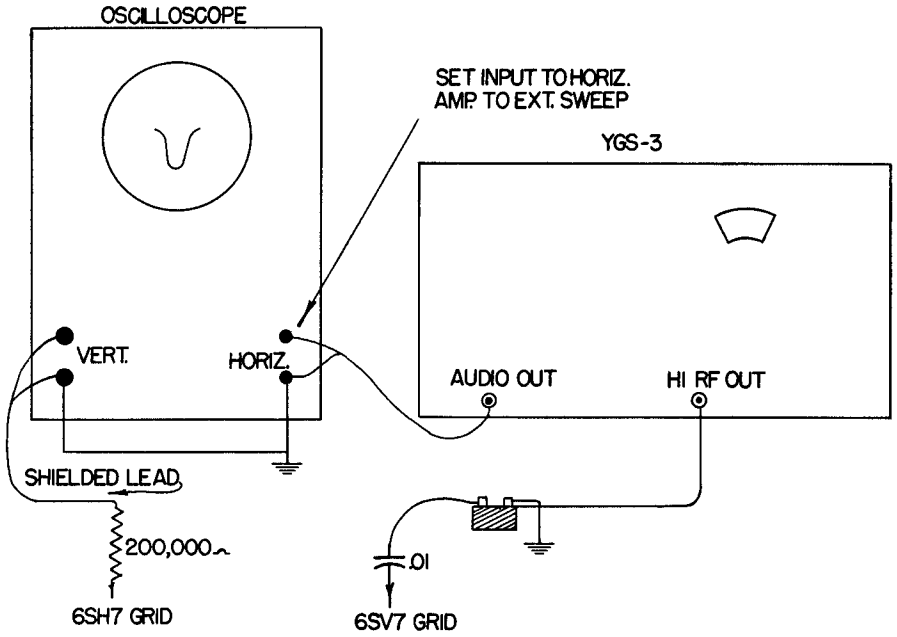 OSCILLOSCOPE
SET INPUT TO HORIZ.
AMP. TO EXT. SWEEP
YGS-3
VERT.
HORIZ.
AUDIO OUT
HI RF OUT
SHIELDED LEAD
200,000~
.01
6SH7 GRID
6SV7 GRID